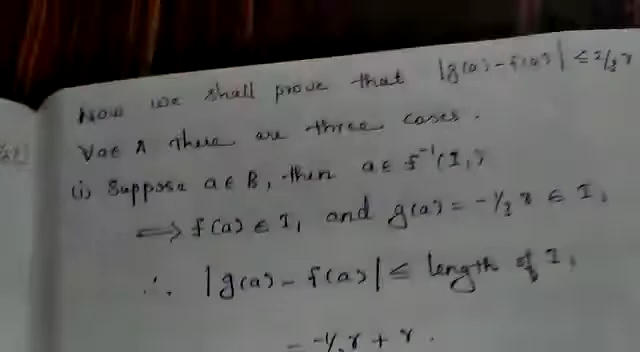 Now we shall prove that |g(a) - f(a)| ≤ 2/3 r
∀a∈ A there are three cases.
(i) Suppose a∈ B, then a∈ f⁻¹(I₁)
⟹ f(a) ∈ I₁ and g(a) = -1/3 r ∈ I₁
∴ |g(a) - f(a)| ≤ length of I₁
= -1/3 r + r.